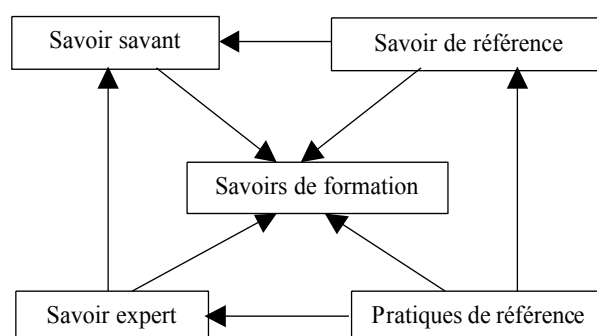 Savoir savant
Savoir de référence
Savoirs de formation
Savoir expert
Pratiques de référence